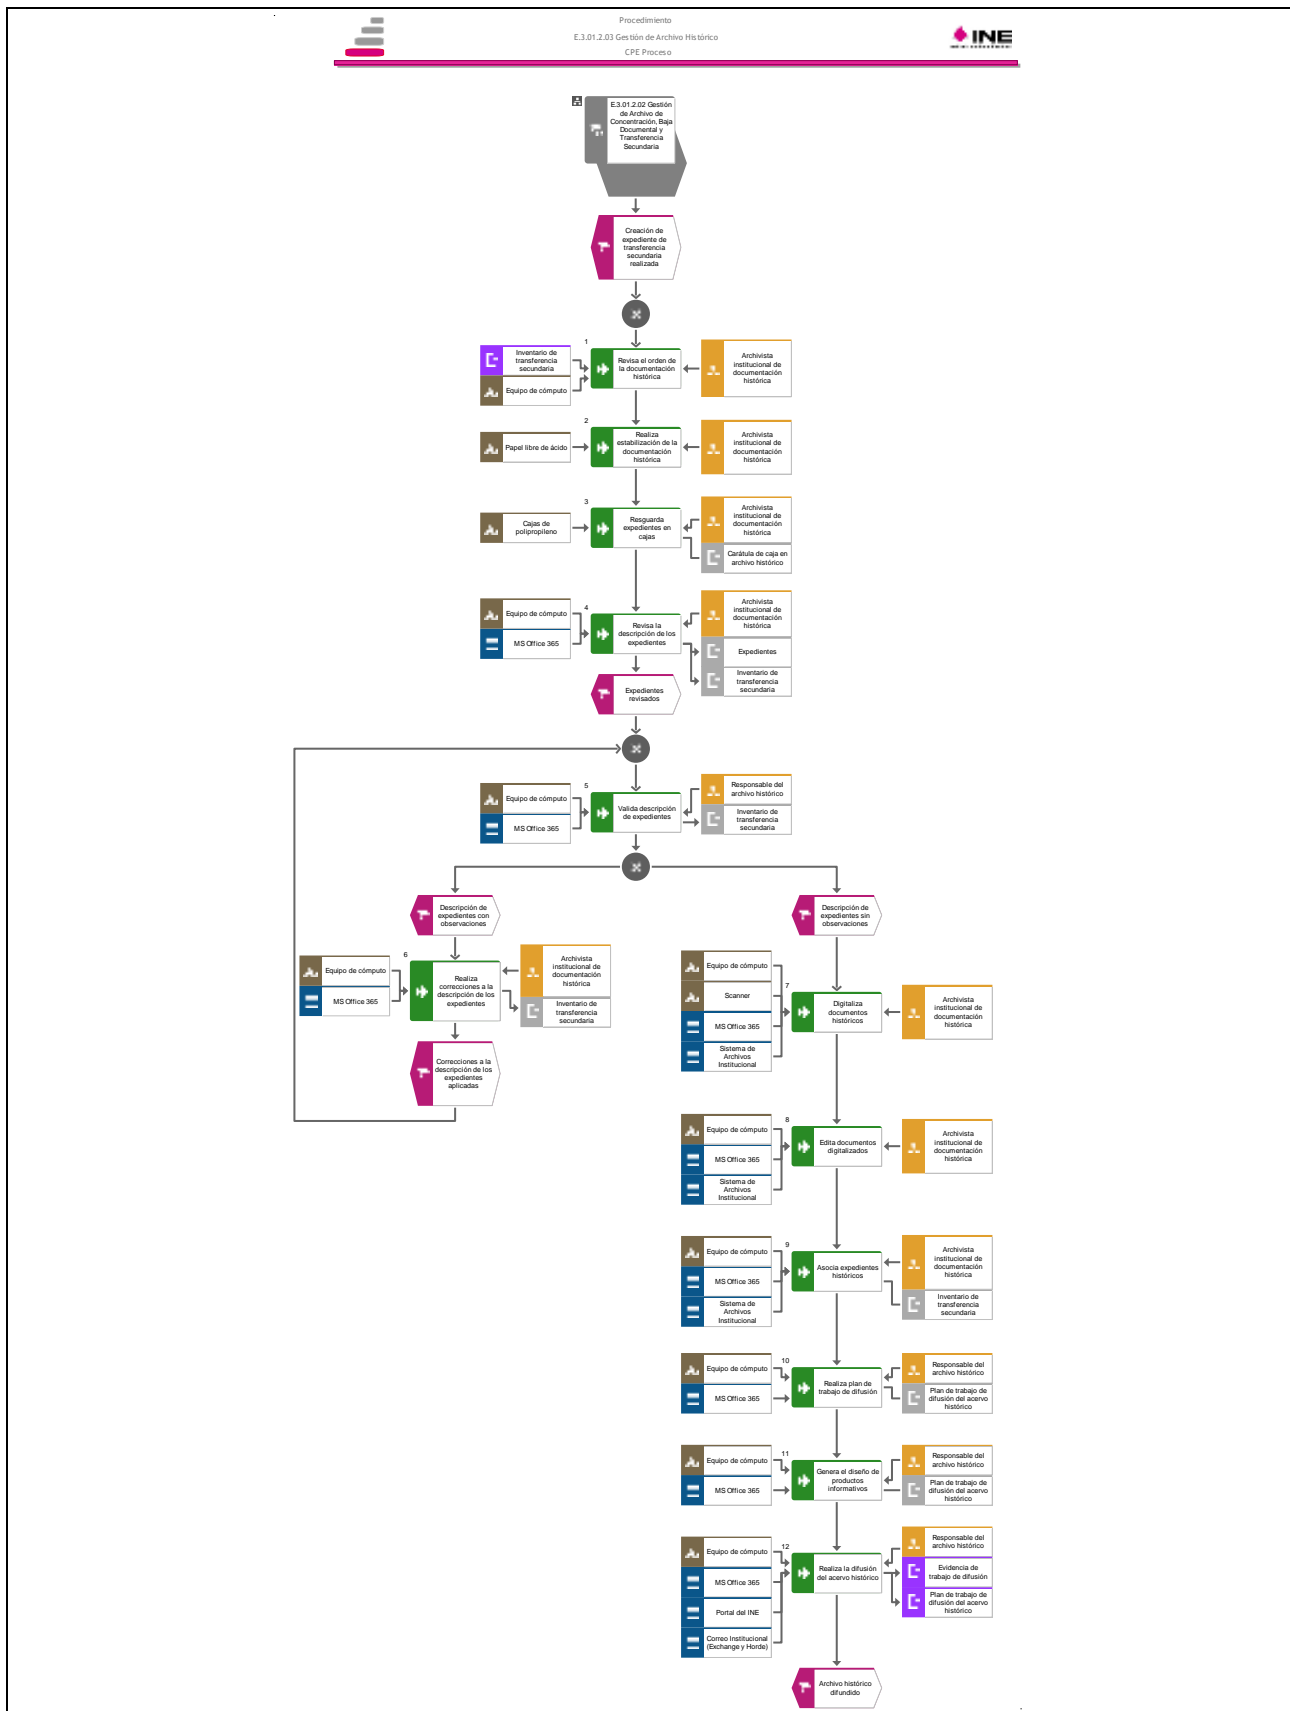 Procedimiento
E.3.01.2.03 Gestión de Archivo Histórico
CPE Proceso
INE
E.3.01.2.02 Gestión
de Archivo de
Concentración, Baja
Documental y
Transferencia
Secundaria
Creación de
expediente de
transferencia
secundaria
realizada
1
Inventario de
transferencia
secundaria
Equipo de cómputo
Revisa el orden de
la documentación
histórica
Archivista
institucional de
documentación
histórica
2
Papel libre de ácido
Realiza
estabilización de la
documentación
histórica
Archivista
institucional de
documentación
histórica
3
Cajas de
polipropileno
Resguarda
expedientes en
cajas
Archivista
institucional de
documentación
histórica
Carátula de caja en
archivo histórico
4
Equipo de cómputo
MS Office 365
Revisa la
descripción de los
expedientes
Archivista
institucional de
documentación
histórica
Expedientes
Inventario de
transferencia
secundaria
Expedientes
revisados
5
Equipo de cómputo
MS Office 365
Valida descripción
de expedientes
Responsable del
archivo histórico
Inventario de
transferencia
secundaria
Descripción de
expedientes con
observaciones
Descripción de
expedientes sin
observaciones
6
Equipo de cómputo
MS Office 365
Realiza
correcciones a la
descripción de los
expedientes
Archivista
institucional de
documentación
histórica
Inventario de
transferencia
secundaria
Correcciones a la
descripción de los
expedientes
aplicadas
7
Equipo de cómputo
Scanner
MS Office 365
Sistema de
Archivos
Institucional
Digitaliza
documentos
históricos
Archivista
institucional de
documentación
histórica
8
Equipo de cómputo
MS Office 365
Sistema de
Archivos
Institucional
Edita documentos
digitalizados
Archivista
institucional de
documentación
histórica
9
Equipo de cómputo
MS Office 365
Sistema de
Archivos
Institucional
Asocia expedientes
históricos
Archivista
institucional de
documentación
histórica
Inventario de
transferencia
secundaria
10
Equipo de cómputo
MS Office 365
Realiza plan de
trabajo de difusión
Responsable del
archivo histórico
Plan de trabajo de
difusión del acervo
histórico
11
Equipo de cómputo
MS Office 365
Genera el diseño de
productos
informativos
Responsable del
archivo histórico
Plan de trabajo de
difusión del acervo
histórico
12
Equipo de cómputo
MS Office 365
Portal del INE
Correo Institucional
(Exchange y Horde)
Realiza la difusión
del acervo histórico
Responsable del
archivo histórico
Evidencia de
trabajo de difusión
Plan de trabajo de
difusión del acervo
histórico
Archivo histórico
difundido